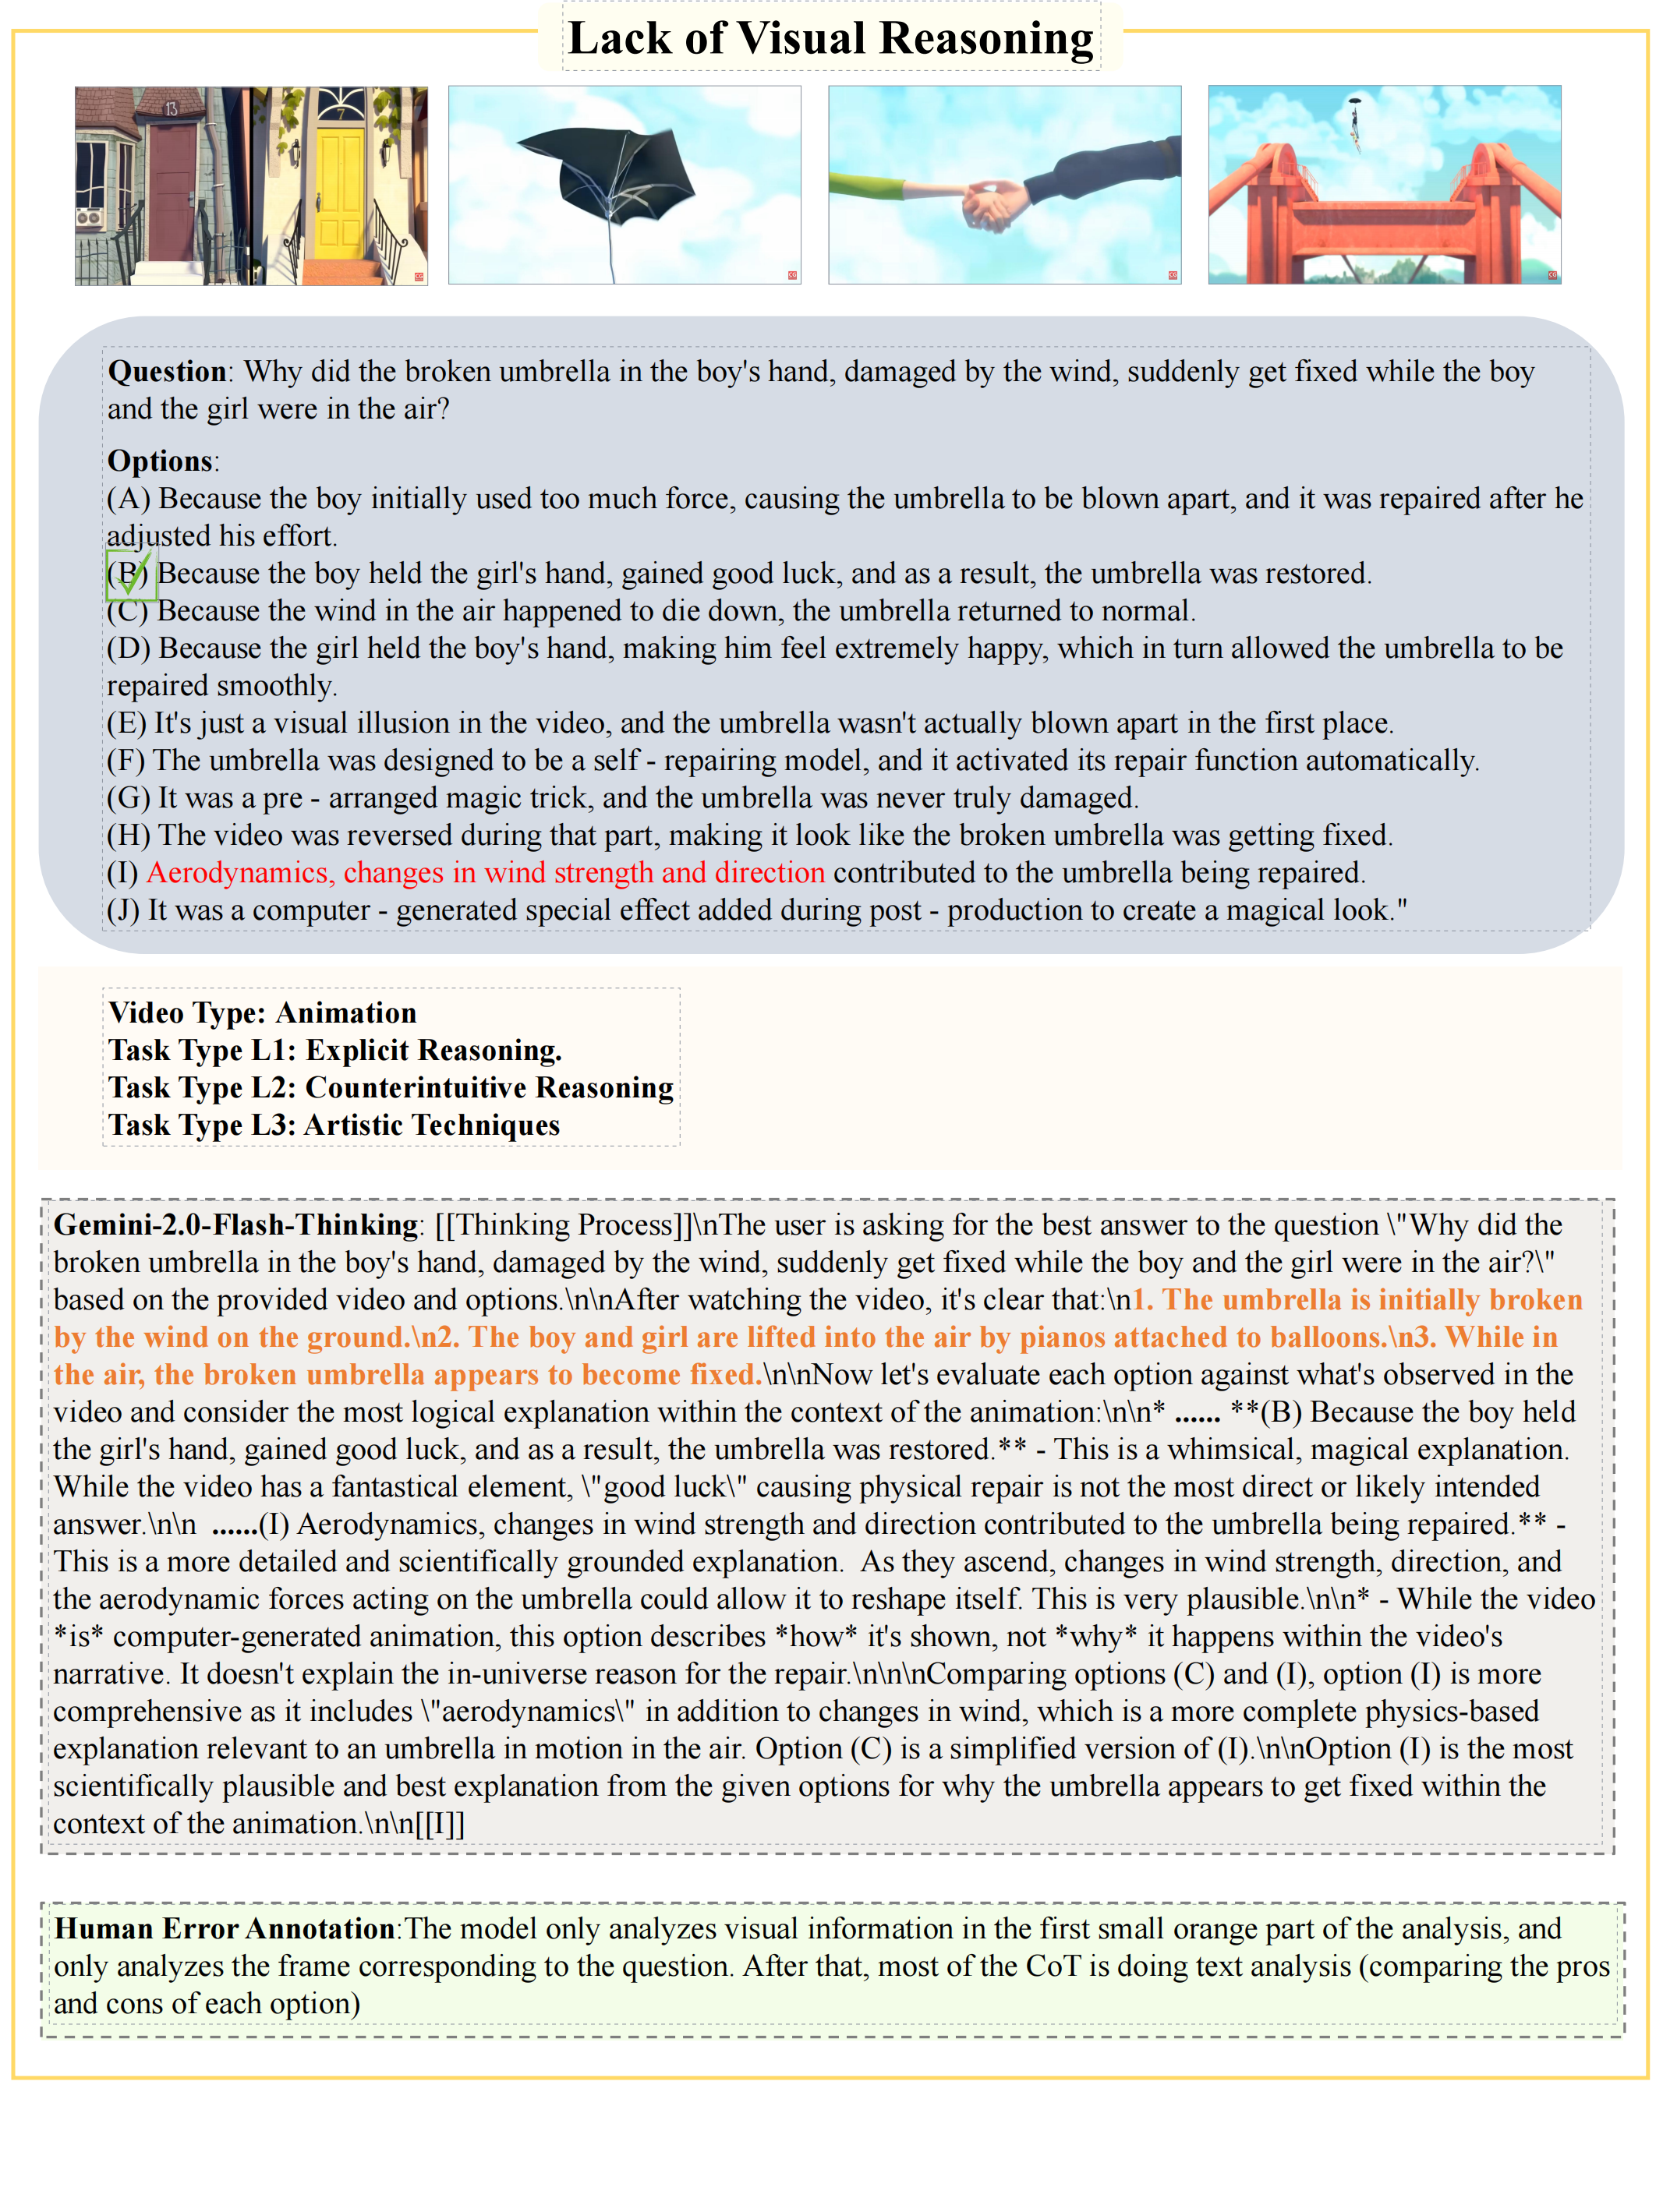 Lack of Visual Reasoning
13
7
Question: Why did the broken umbrella in the boy's hand, damaged by the wind, suddenly get fixed while the boy
and the girl were in the air?
Options:
(A) Because the boy initially used too much force, causing the umbrella to be blown apart, and it was repaired after he
adjusted his effort.
(B) Because the boy held the girl's hand, gained good luck, and as a result, the umbrella was restored.
(C) Because the wind in the air happened to die down, the umbrella returned to normal.
(D) Because the girl held the boy's hand, making him feel extremely happy, which in turn allowed the umbrella to be
repaired smoothly.
(E) It's just a visual illusion in the video, and the umbrella wasn't actually blown apart in the first place.
(F) The umbrella was designed to be a self - repairing model, and it activated its repair function automatically.
(G) It was a pre - arranged magic trick, and the umbrella was never truly damaged.
(H) The video was reversed during that part, making it look like the broken umbrella was getting fixed.
(I) Aerodynamics, changes in wind strength and direction contributed to the umbrella being repaired.
(J) It was a computer - generated special effect added during post - production to create a magical look."
Video Type: Animation
Task Type L1: Explicit Reasoning.
Task Type L2: Counterintuitive Reasoning
Task Type L3: Artistic Techniques
Gemini-2.0-Flash-Thinking: [[Thinking Process]]\nThe user is asking for the best answer to the question \"Why did the
broken umbrella in the boy's hand, damaged by the wind, suddenly get fixed while the boy and the girl were in the air?\"
based on the provided video and options.\n\nAfter watching the video, it's clear that:\n1. The umbrella is initially broken
by the wind on the ground.\n2. The boy and girl are lifted into the air by pianos attached to balloons.\n3. While in
the air, the broken umbrella appears to become fixed.\n\nNow let's evaluate each option against what's observed in the
video and consider the most logical explanation within the context of the animation:\n\n* ...... **(B) Because the boy held
the girl's hand, gained good luck, and as a result, the umbrella was restored.** - This is a whimsical, magical explanation.
While the video has a fantastical element, \"good luck\" causing physical repair is not the most direct or likely intended
answer.\n\n ......(I) Aerodynamics, changes in wind strength and direction contributed to the umbrella being repaired.** -
This is a more detailed and scientifically grounded explanation.  As they ascend, changes in wind strength, direction, and
the aerodynamic forces acting on the umbrella could allow it to reshape itself. This is very plausible.\n\n* - While the video
*is* computer-generated animation, this option describes *how* it's shown, not *why* it happens within the video's
narrative. It doesn't explain the in-universe reason for the repair.\n\n\nComparing options (C) and (I), option (I) is more
comprehensive as it includes \"aerodynamics\" in addition to changes in wind, which is a more complete physics-based
explanation relevant to an umbrella in motion in the air. Option (C) is a simplified version of (I).\n\nOption (I) is the most
scientifically plausible and best explanation from the given options for why the umbrella appears to get fixed within the
context of the animation.\n\n[[I]]
Human Error Annotation:The model only analyzes visual information in the first small orange part of the analysis, and
only analyzes the frame corresponding to the question. After that, most of the CoT is doing text analysis (comparing the pros
and cons of each option)